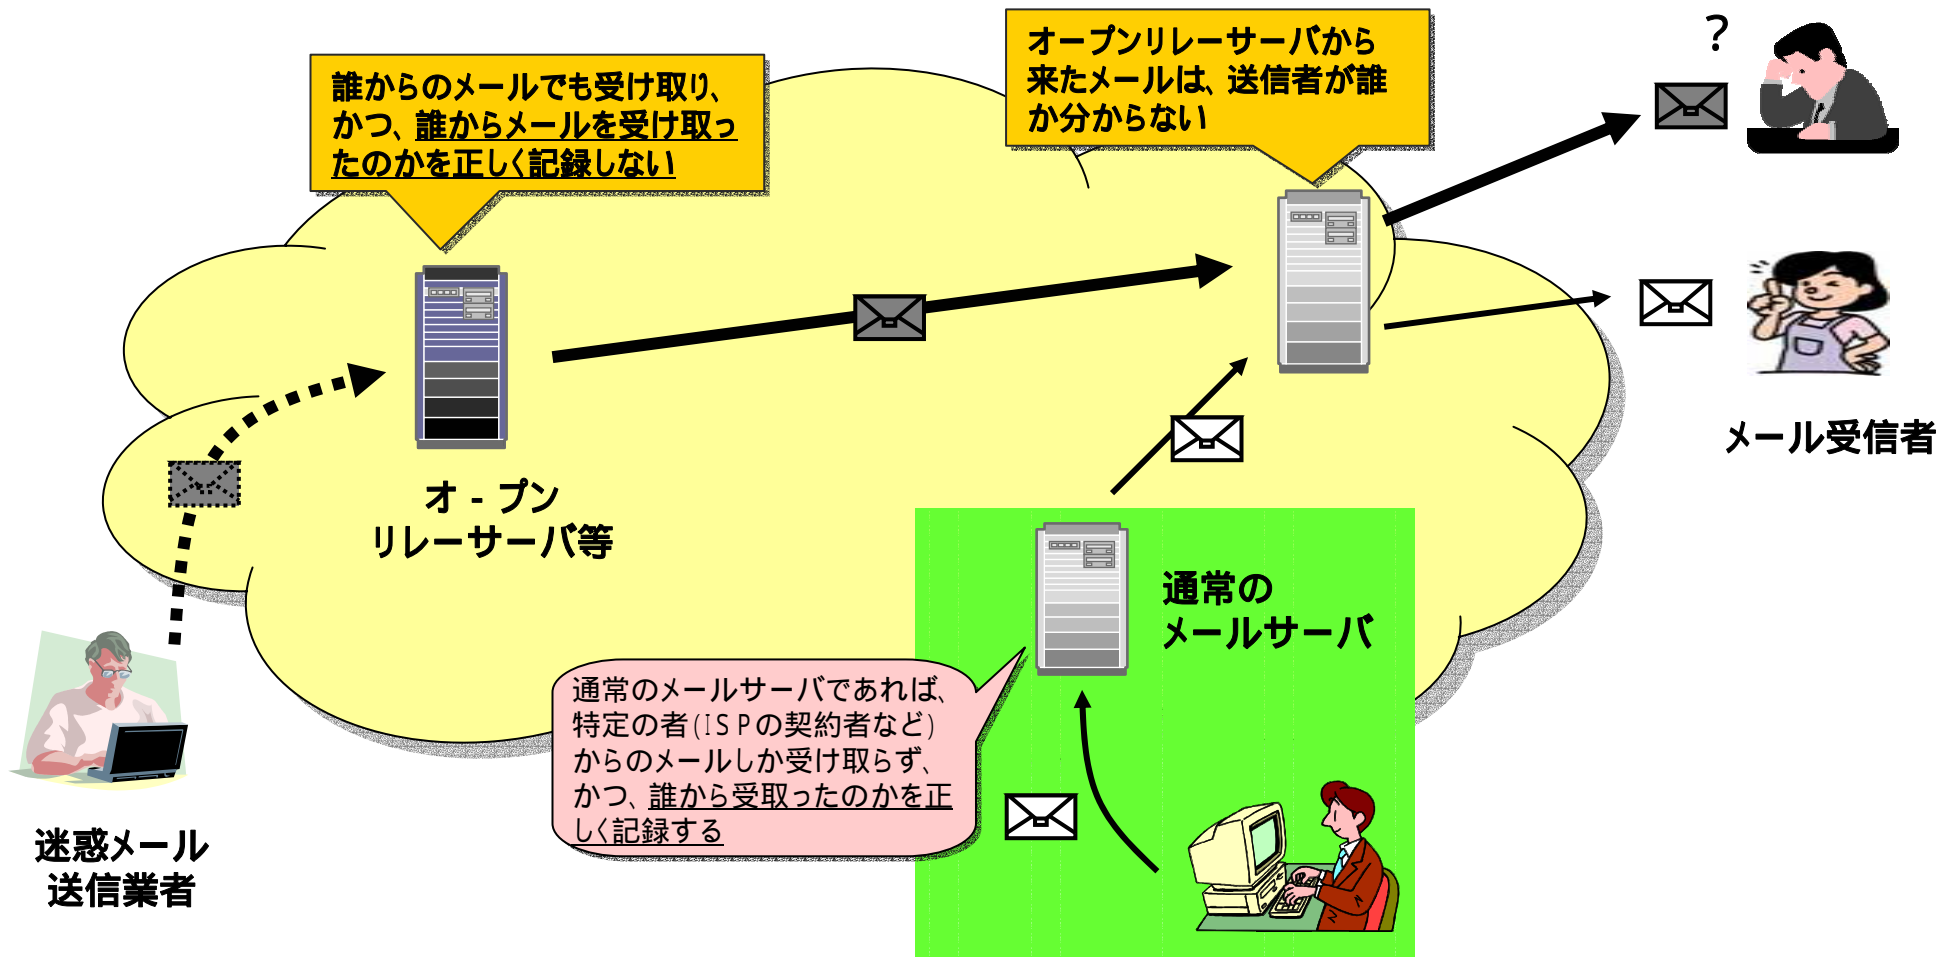 誰からのメールでも受け取り、
かつ、誰からメールを受け取っ
たのかを正しく記録しない
オープンリレーサーバから
来たメールは、送信者が誰
か分からない
?
メール受信者
オ-プン
リレーサーバ等
通常の
メールサーバ
通常のメールサーバであれば、
特定の者(ISPの契約者など)
からのメールしか受け取らず、
かつ、誰から受取ったのかを正
しく記録する
迷惑メール
送信業者